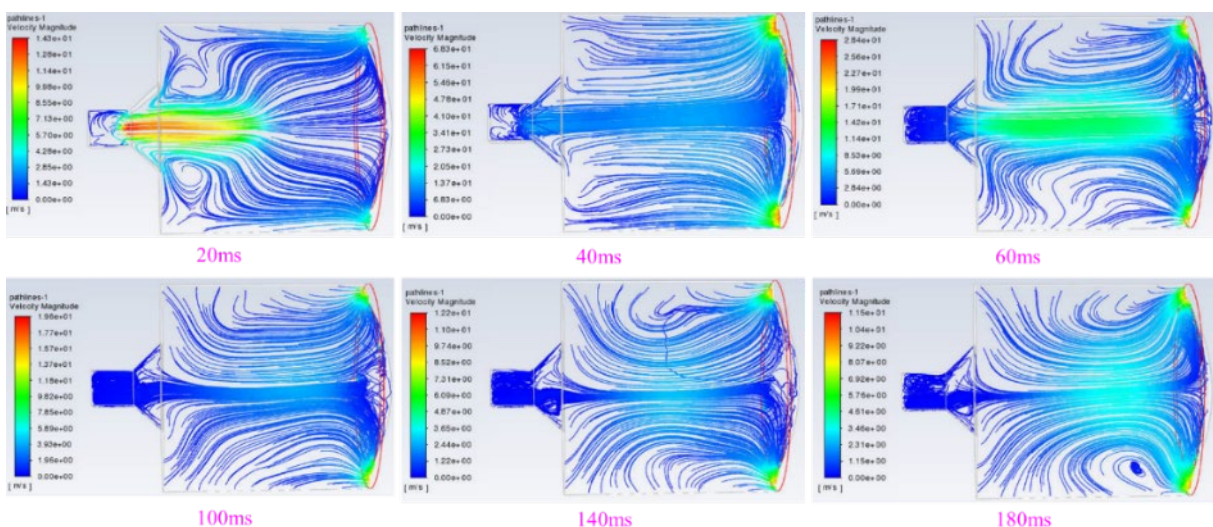 pathlines-1
Velocity Magnitude
1.43e+01
1.28e+01
1.14e+01
9.98e+00
8.55e+00
7.13e+00
5.70e+00
4.28e+00
2.85e+00
1.43e+00
0.00e+00
[ m/s ]
20ms
pathlines-1
Velocity Magnitude
6.83e+01
6.15e+01
5.46e+01
4.78e+01
4.10e+01
3.41e+01
2.73e+01
2.05e+01
1.37e+01
6.83e+00
0.00e+00
[ m/s ]
40ms
pathlines-1
Velocity Magnitude
2.84e+01
2.56e+01
2.27e+01
1.99e+01
1.71e+01
1.42e+01
1.14e+01
8.53e+00
5.69e+00
2.84e+00
0.00e+00
[ m/s ]
60ms
pathlines-1
Velocity Magnitude
1.96e+01
1.77e+01
1.57e+01
1.37e+01
1.18e+01
9.82e+00
7.85e+00
5.89e+00
3.93e+00
1.96e+00
0.00e+00
[ m/s ]
100ms
pathlines-1
Velocity Magnitude
1.22e+01
1.10e+01
9.74e+00
8.52e+00
7.31e+00
6.09e+00
4.87e+00
3.65e+00
2.44e+00
1.22e+00
0.00e+00
[ m/s ]
140ms
pathlines-1
Velocity Magnitude
1.15e+01
1.04e+01
9.22e+00
8.07e+00
6.92e+00
5.76e+00
4.61e+00
3.46e+00
2.31e+00
1.15e+00
0.00e+00
[ m/s ]
180ms